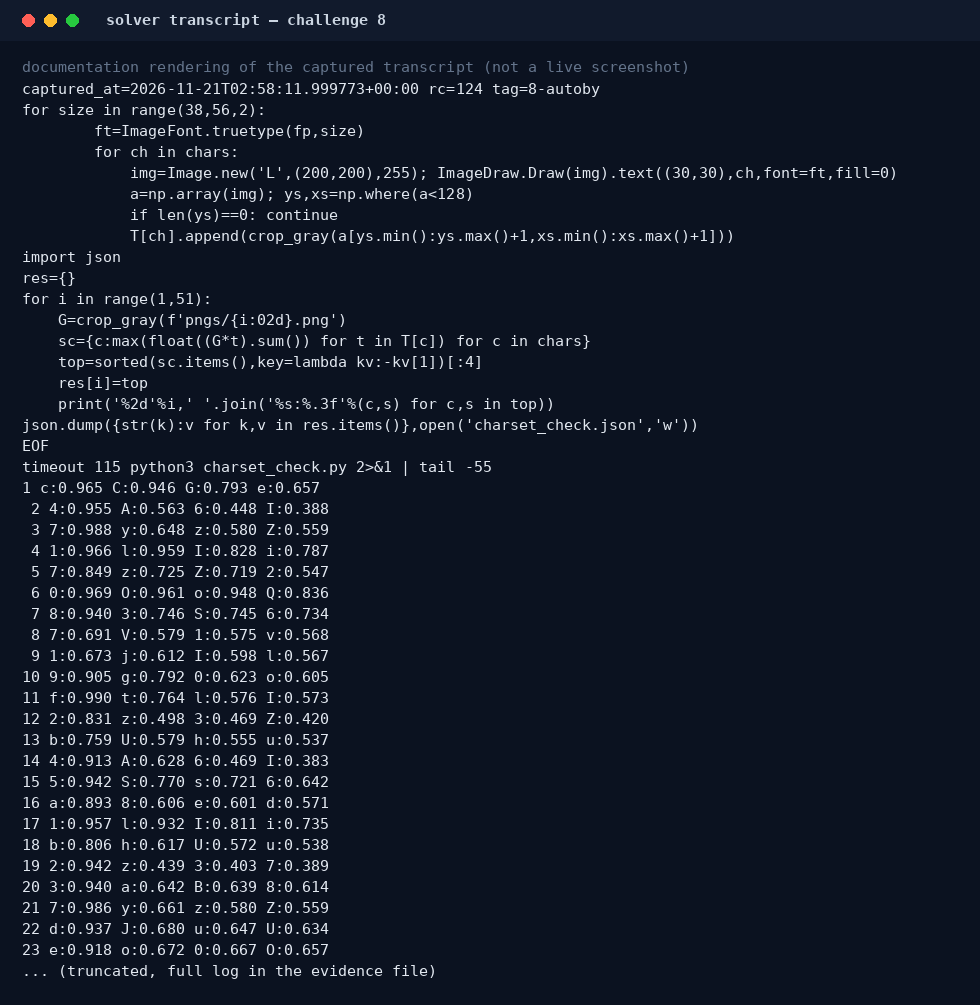 solver transcript — challenge 8
documentation rendering of the captured transcript (not a live screenshot)
captured_at=2026-11-21T02:58:11.999773+00:00 rc=124 tag=8-autoby
for size in range(38,56,2):
        ft=ImageFont.truetype(fp,size)
        for ch in chars:
            img=Image.new('L',(200,200),255); ImageDraw.Draw(img).text((30,30),ch,font=ft,fill=0)
            a=np.array(img); ys,xs=np.where(a<128)
            if len(ys)==0: continue
            T[ch].append(crop_gray(a[ys.min():ys.max()+1,xs.min():xs.max()+1]))
import json
res={}
for i in range(1,51):
    G=crop_gray(f'pngs/{i:02d}.png')
    sc={c:max(float((G*t).sum()) for t in T[c]) for c in chars}
    top=sorted(sc.items(),key=lambda kv:-kv[1])[:4]
    res[i]=top
    print('%2d'%i,' '.join('%s:%.3f'%(c,s) for c,s in top))
json.dump({str(k):v for k,v in res.items()},open('charset_check.json','w'))
EOF
timeout 115 python3 charset_check.py 2>&1 | tail -55
1 c:0.965 C:0.946 G:0.793 e:0.657
 2 4:0.955 A:0.563 6:0.448 I:0.388
 3 7:0.988 y:0.648 z:0.580 Z:0.559
 4 1:0.966 l:0.959 I:0.828 i:0.787
 5 7:0.849 z:0.725 Z:0.719 2:0.547
 6 0:0.969 O:0.961 o:0.948 Q:0.836
 7 8:0.940 3:0.746 S:0.745 6:0.734
 8 7:0.691 V:0.579 1:0.575 v:0.568
 9 1:0.673 j:0.612 I:0.598 l:0.567
10 9:0.905 g:0.792 0:0.623 o:0.605
11 f:0.990 t:0.764 l:0.576 I:0.573
12 2:0.831 z:0.498 3:0.469 Z:0.420
13 b:0.759 U:0.579 h:0.555 u:0.537
14 4:0.913 A:0.628 6:0.469 I:0.383
15 5:0.942 S:0.770 s:0.721 6:0.642
16 a:0.893 8:0.606 e:0.601 d:0.571
17 1:0.957 l:0.932 I:0.811 i:0.735
18 b:0.806 h:0.617 U:0.572 u:0.538
19 2:0.942 z:0.439 3:0.403 7:0.389
20 3:0.940 a:0.642 B:0.639 8:0.614
21 7:0.986 y:0.661 z:0.580 Z:0.559
22 d:0.937 J:0.680 u:0.647 U:0.634
23 e:0.918 o:0.672 0:0.667 O:0.657
... (truncated, full log in the evidence file)